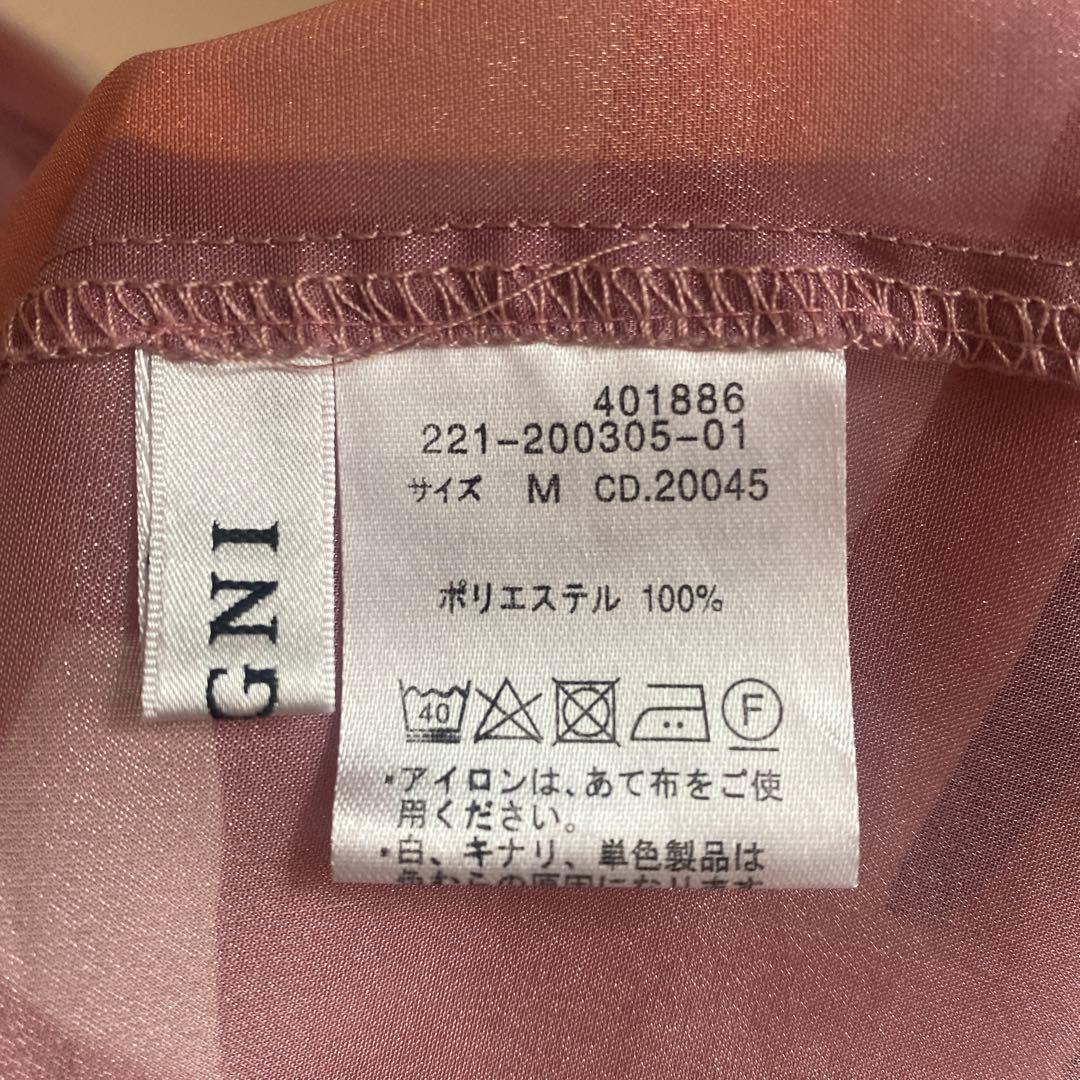 401886
221-200305-01
サイズ M CD.20045
ポリエステル 100%
40
F
・アイロンは、あて布をご使
用ください。
・白、キナリ、単色製品は
GNI